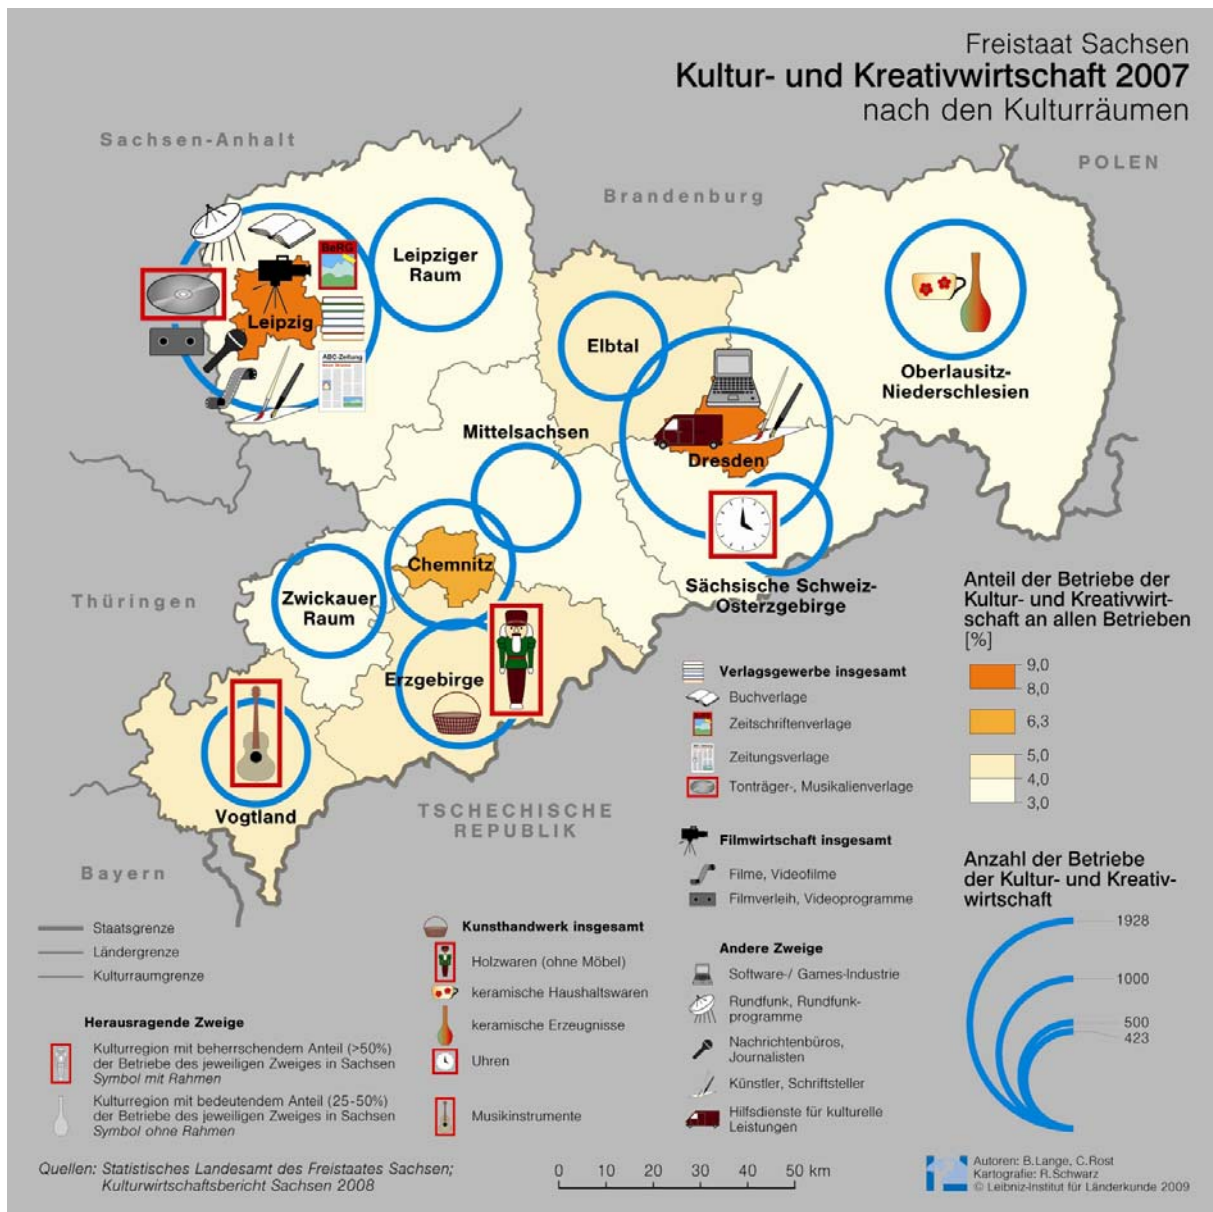 Freistaat Sachsen
Kultur- und Kreativwirtschaft 2007
nach den Kulturräumen
Sachsen-Anhalt
Brandenburg
POLEN
Thüringen
Bayern
TSCHECHISCHE
REPUBLIK
Leipziger
Raum
BeRG
Leipzig
ABC-Zeitung
Elbtal
Dresden
Oberlausitz-
Niederschlesien
Mittelsachsen
Chemnitz
Zwickauer
Raum
Sächsische Schweiz-
Osterzgebirge
Erzgebirge
Vogtland
Anteil der Betriebe der
Kultur- und Kreativwirt-
schaft an allen Betrieben
[%]
9,0
8,0
6,3
5,0
4,0
3,0
Anzahl der Betriebe
der Kultur- und Kreativ-
wirtschaft
1928
1000
500
423
Verlagsgewerbe insgesamt
Buchverlage
Zeitschriftenverlage
Zeitungsverlage
Tonträger-, Musikalienverlage
Filmwirtschaft insgesamt
Filme, Videofilme
Filmverleih, Videoprogramme
Andere Zweige
Software-/ Games-Industrie
Rundfunk, Rundfunk-
programme
Nachrichtenbüros,
Journalisten
Künstler, Schriftsteller
Hilfsdienste für kulturelle
Leistungen
Kunsthandwerk insgesamt
Holzwaren (ohne Möbel)
keramische Haushaltswaren
keramische Erzeugnisse
Uhren
Musikinstrumente
Staatsgrenze
Ländergrenze
Kulturraumgrenze
Herausragende Zweige
Kulturregion mit beherrschendem Anteil (>50%)
der Betriebe des jeweiligen Zweiges in Sachsen
Symbol mit Rahmen
Kulturregion mit bedeutendem Anteil (25-50%)
der Betriebe des jeweiligen Zweiges in Sachsen
Symbol ohne Rahmen
Quellen: Statistisches Landesamt des Freistaates Sachsen;
Kulturwirtschaftsbericht Sachsen 2008
0 10 20 30 40 50 km
Autoren: B.Lange, C.Rost
Kartografie: R.Schwarz
© Leibniz-Institut für Länderkunde 2009